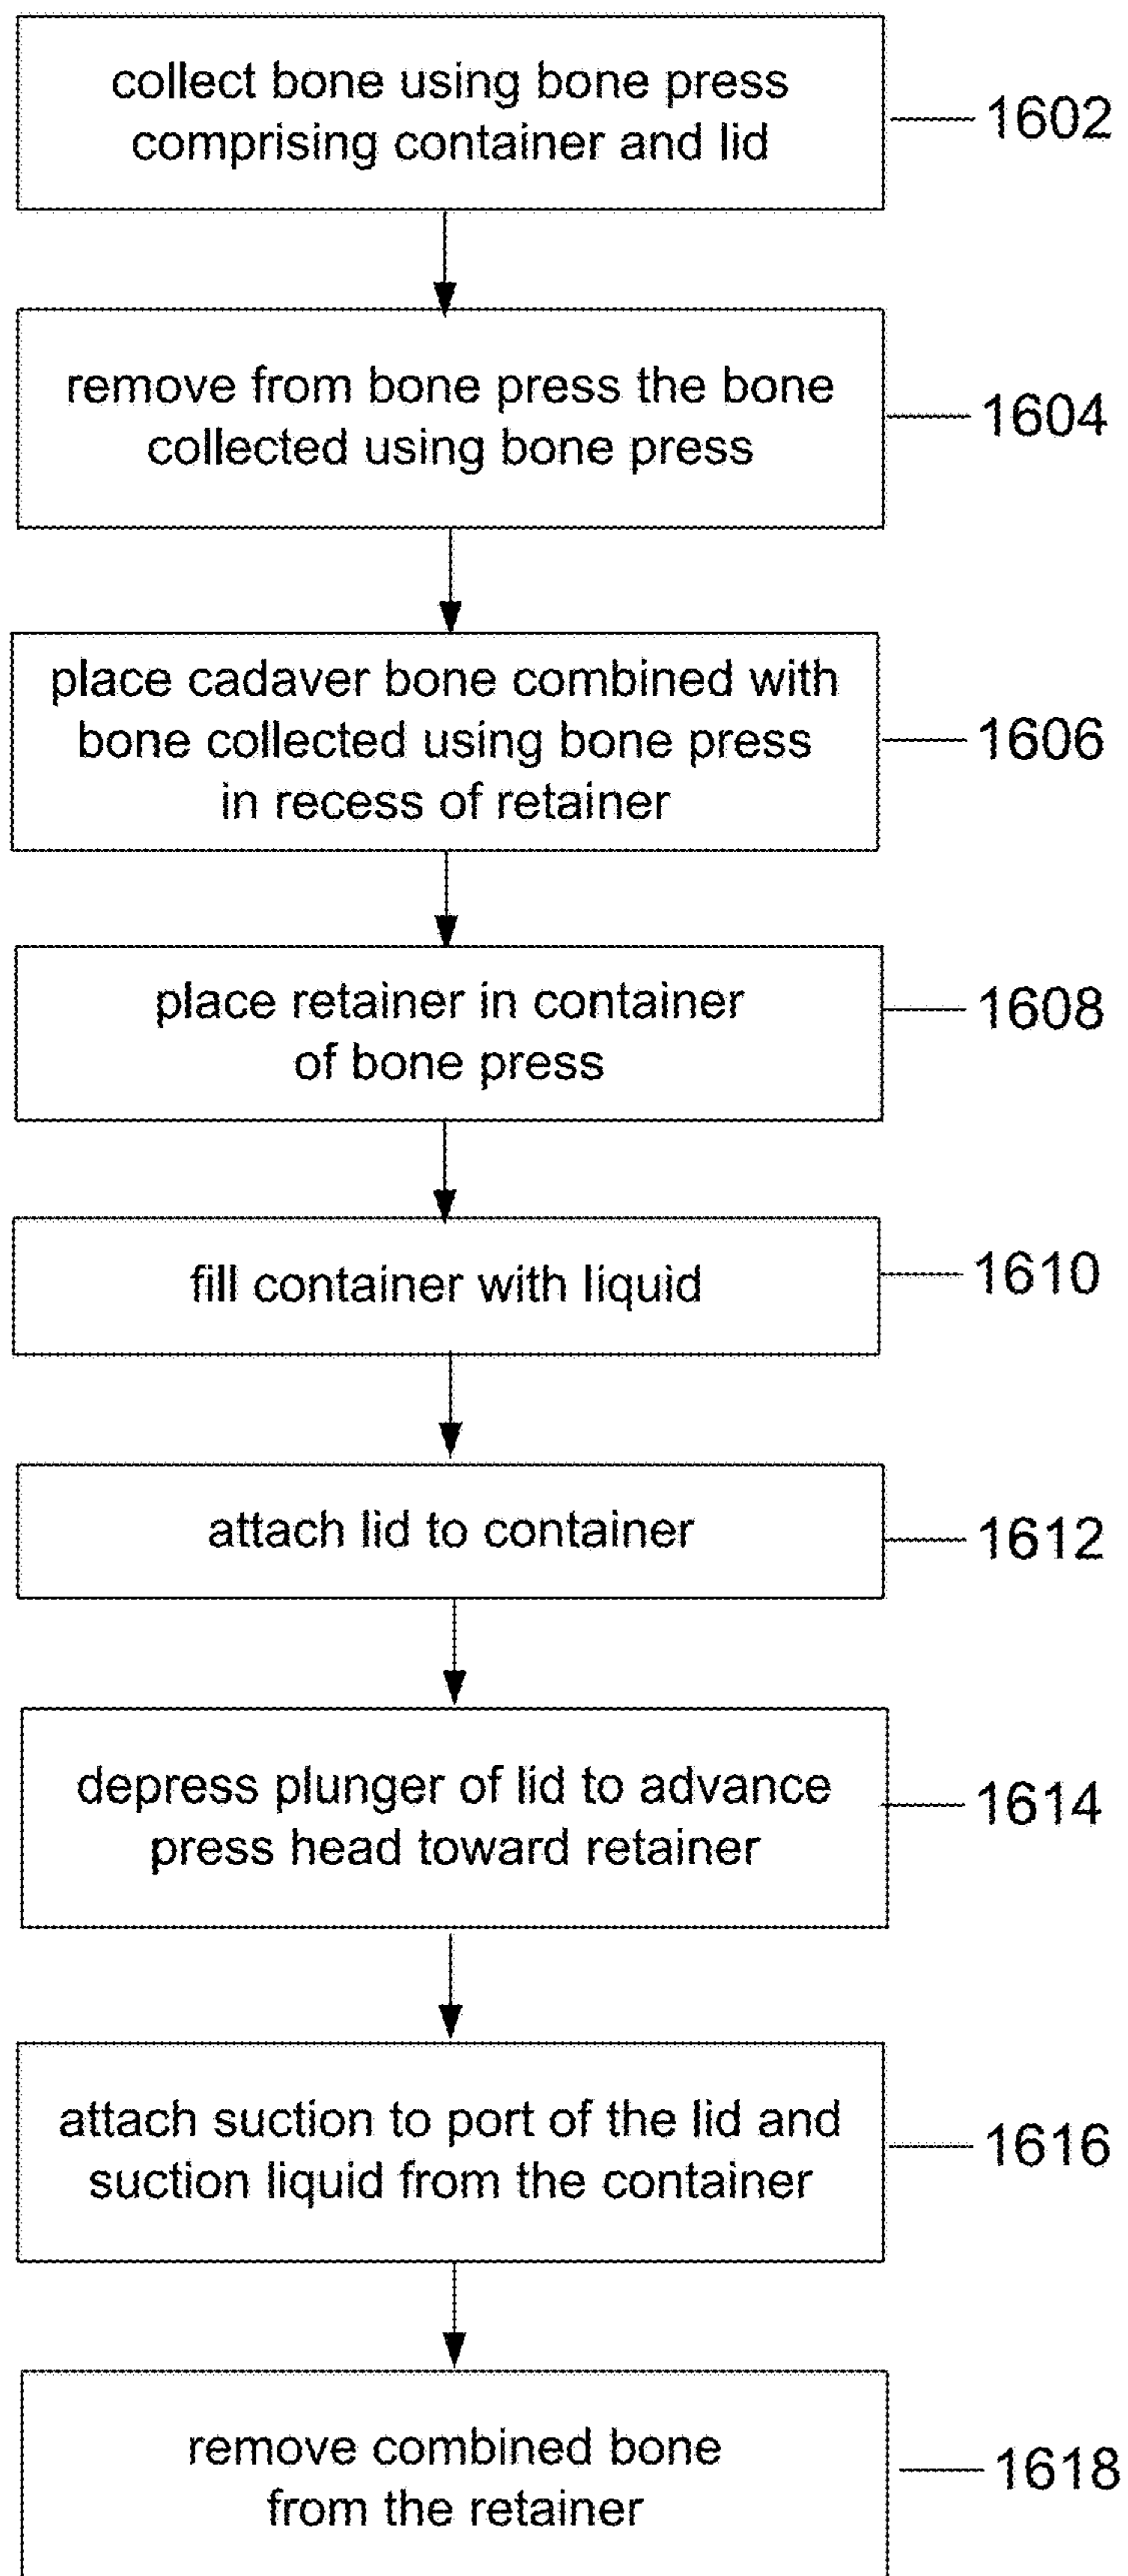 collect bone using bone press
comprising container and lid
1602
remove from bone press the bone
collected using bone press
1604
place cadaver bone combined with
bone collected using bone press
in recess of retainer
1606
place retainer in container
of bone press
1608
fill container with liquid
1610
attach lid to container
1612
depress plunger of lid to advance
press head toward retainer
1614
attach suction to port of the lid and
suction liquid from the container
1616
remove combined bone
from the retainer
1618